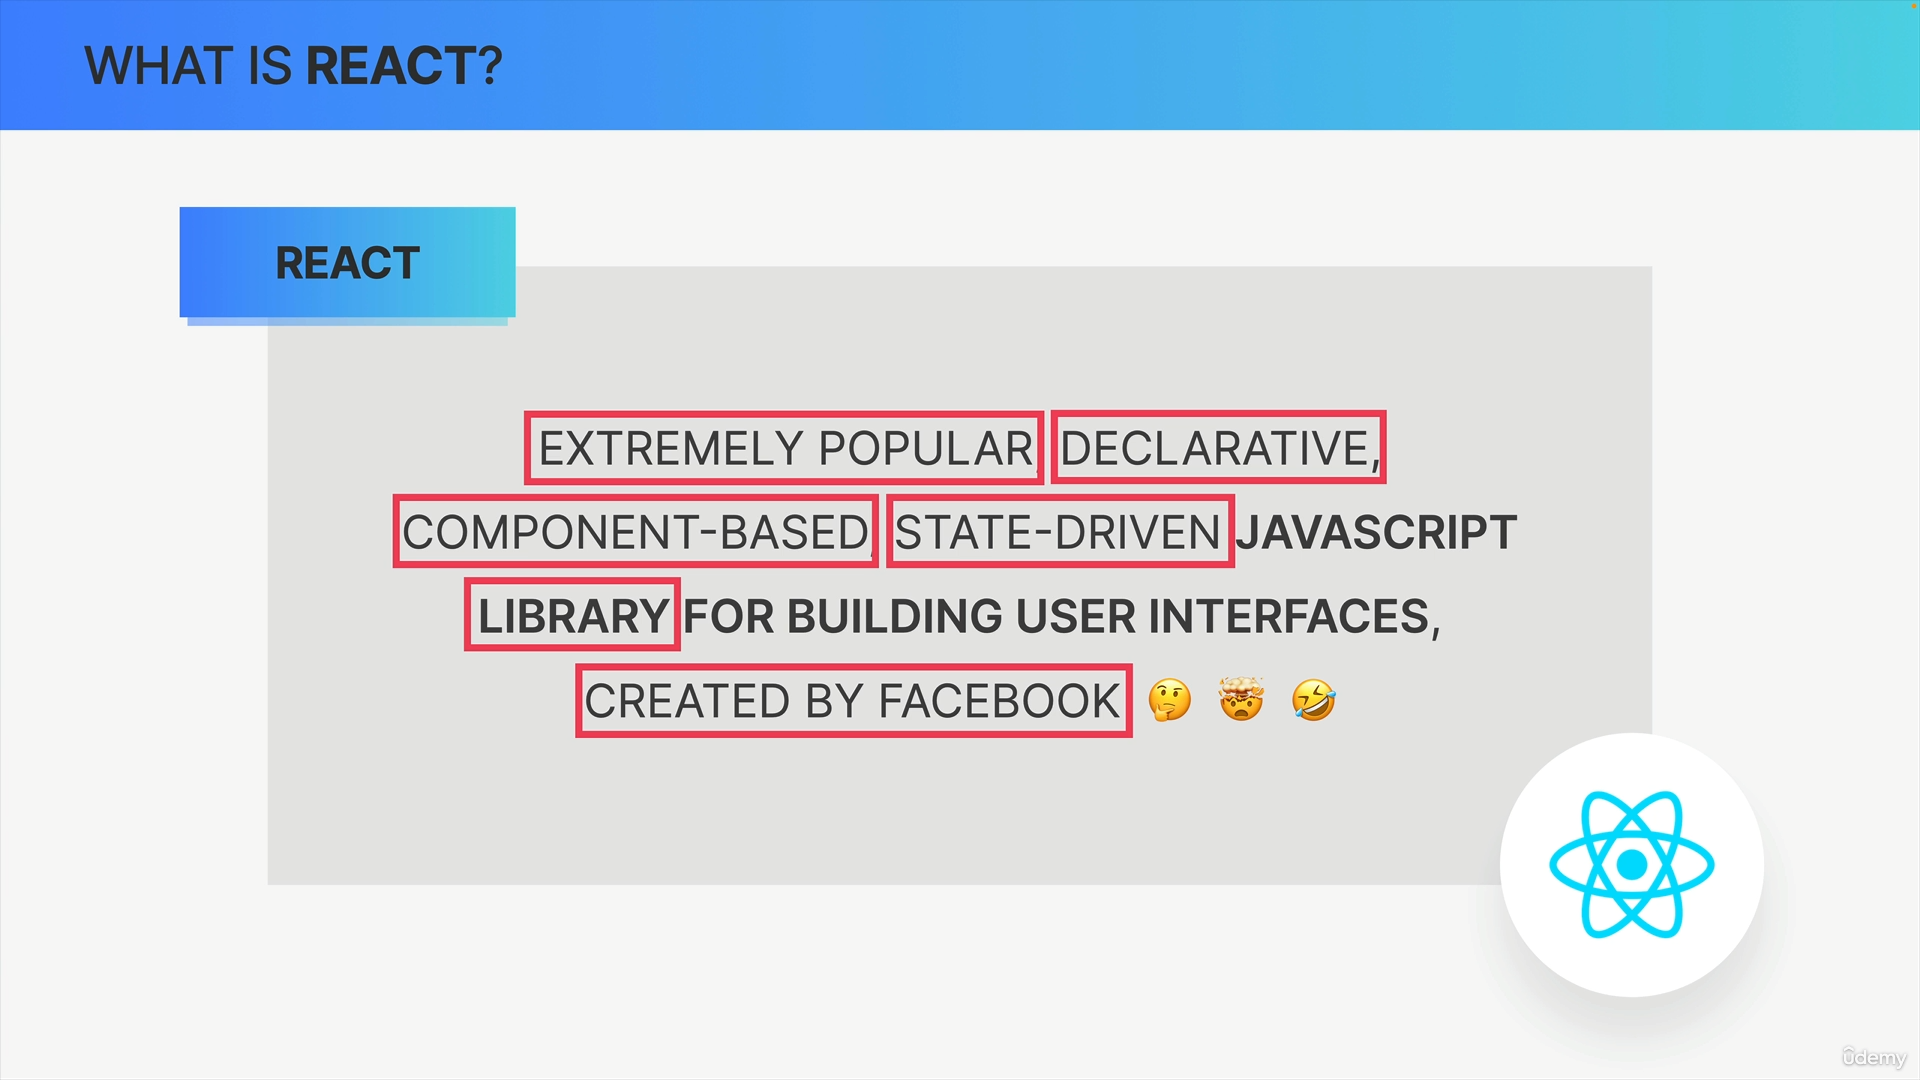 WHAT IS REACT?
REACT
EXTREMELY POPULAR, DECLARATIVE,
COMPONENT-BASED, STATE-DRIVEN JAVASCRIPT
LIBRARY FOR BUILDING USER INTERFACES,
CREATED BY FACEBOOK 🤔 🤯 🤣
ûdemy